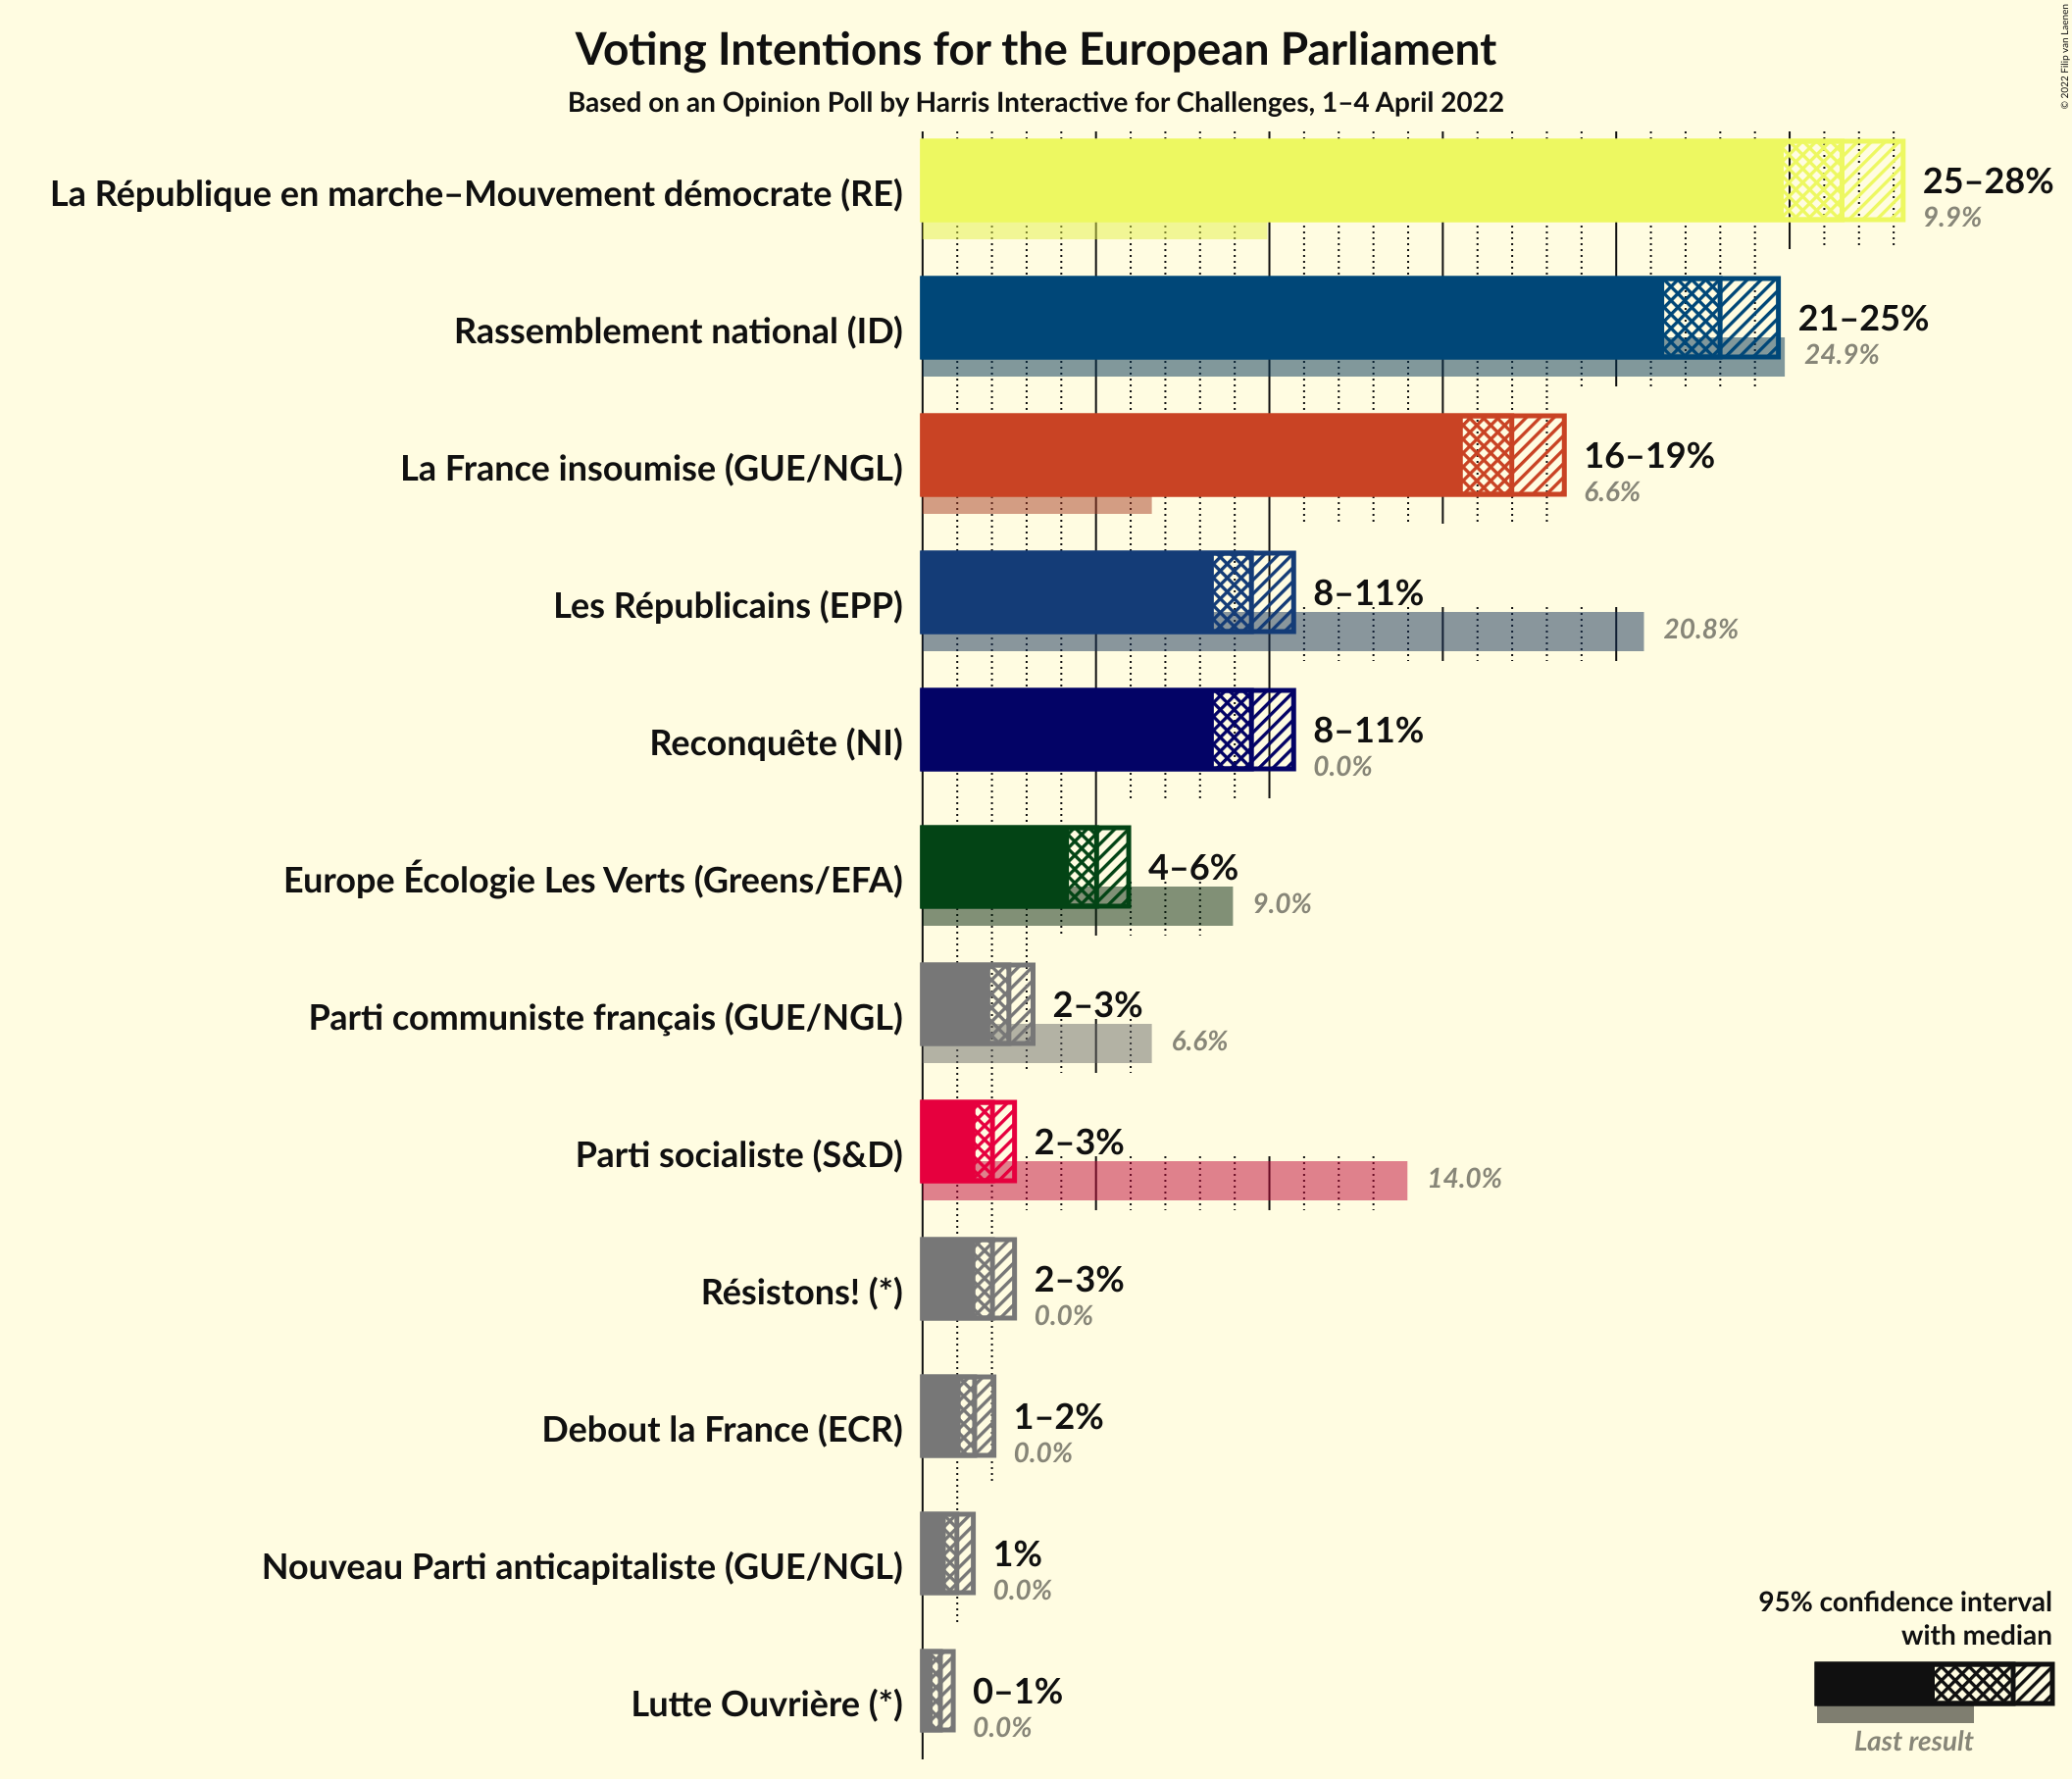 Voting Intentions for the European Parliament
Based on an Opinion Poll by Harris Interactive for Challenges, 1–4 April 2022
© 2022 Filip van Laenen
La République en marche–Mouvement démocrate (RE)
25–28%
9.9%
Rassemblement national (ID)
21–25%
24.9%
La France insoumise (GUE/NGL)
16–19%
6.6%
Les Républicains (EPP)
8–11%
20.8%
Reconquête (NI)
8–11%
0.0%
Europe Écologie Les Verts (Greens/EFA)
4–6%
9.0%
Parti communiste français (GUE/NGL)
2–3%
6.6%
Parti socialiste (S&D)
2–3%
14.0%
Résistons! (*)
2–3%
0.0%
Debout la France (ECR)
1–2%
0.0%
Nouveau Parti anticapitaliste (GUE/NGL)
1%
0.0%
Lutte Ouvrière (*)
0–1%
0.0%
95% confidence interval
with median
Last result